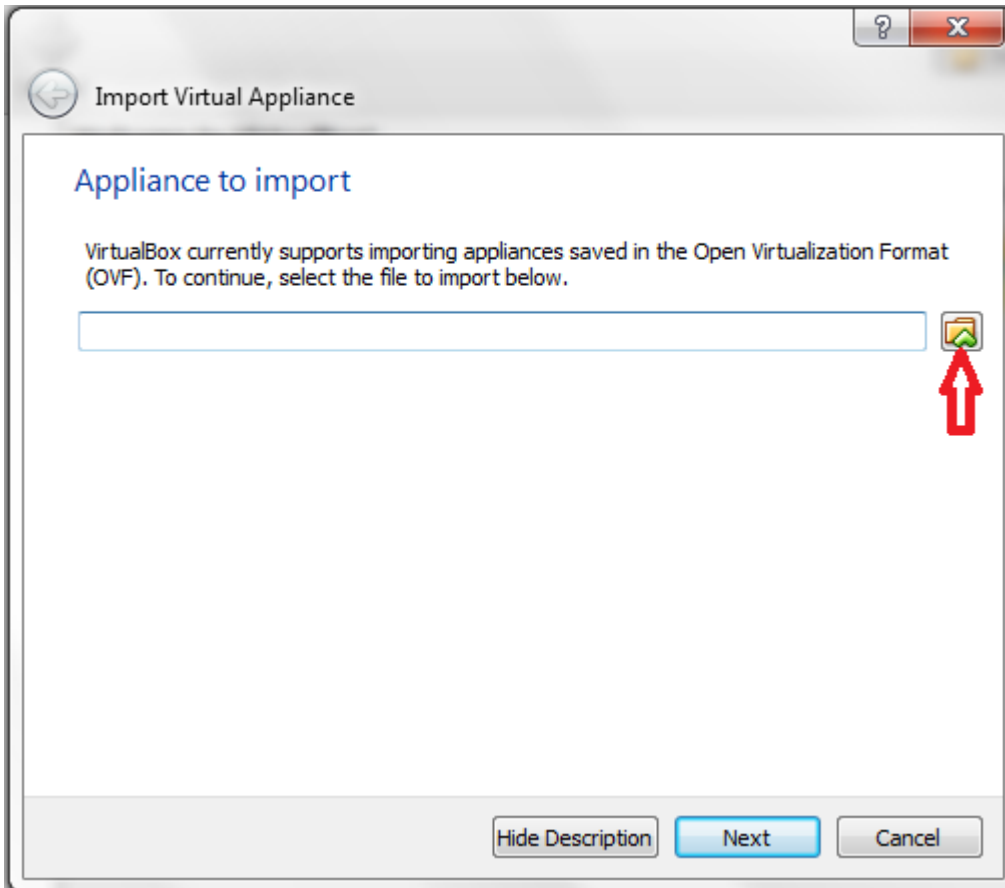 Import Virtual Appliance
Appliance to import
VirtualBox currently supports importing appliances saved in the Open Virtualization Format
(OVF). To continue, select the file to import below.
Hide Description
Next
Cancel